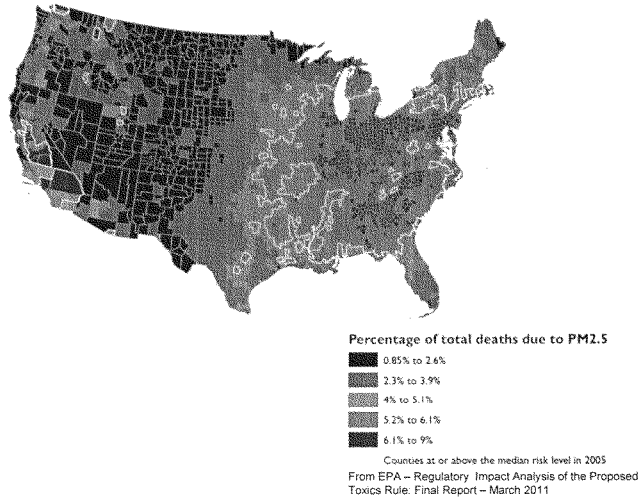 Percentage of total deaths due to PM2.5
0.85% to 2.6%
2.3% to 3.9%
4% to 5.1%
5.2% to 6.1%
6.1% to 9%
Counties at or above the median risk level in 2005
From EPA – Regulatory Impact Analysis of the Proposed
Toxics Rule: Final Report – March 2011